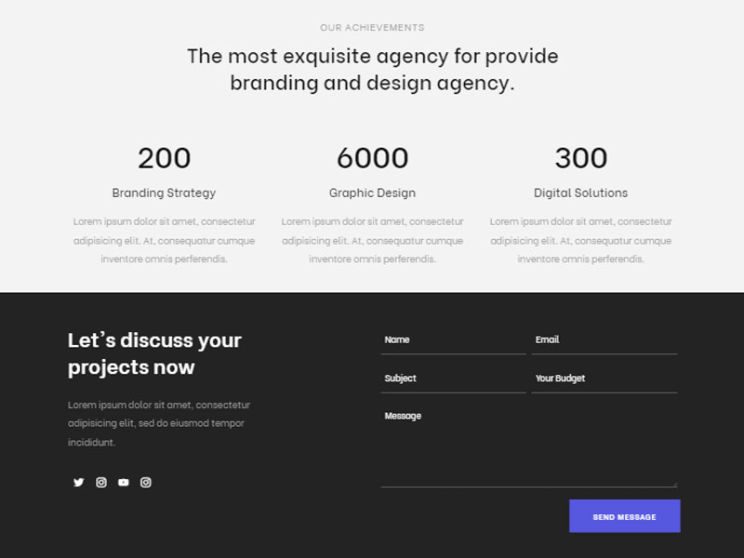 OUR ACHIEVEMENTS
The most exquisite agency for provide
branding and design agency.
200
Branding Strategy
Lorem ipsum dolor sit amet, consectetur
adipisicing elit. At, consequatur cumque
inventore omnis perferendis.
6000
Graphic Design
Lorem ipsum dolor sit amet, consectetur
adipisicing elit. At, consequatur cumque
inventore omnis perferendis.
300
Digital Solutions
Lorem ipsum dolor sit amet, consectetur
adipisicing elit. At, consequatur cumque
inventore omnis perferendis.
Let's discuss your
projects now
Lorem ipsum dolor sit amet, consectetur
adipisicing elit, sed do eiusmod tempor
incididunt.
Name
Email
Subject
Your Budget
Message
SEND MESSAGE